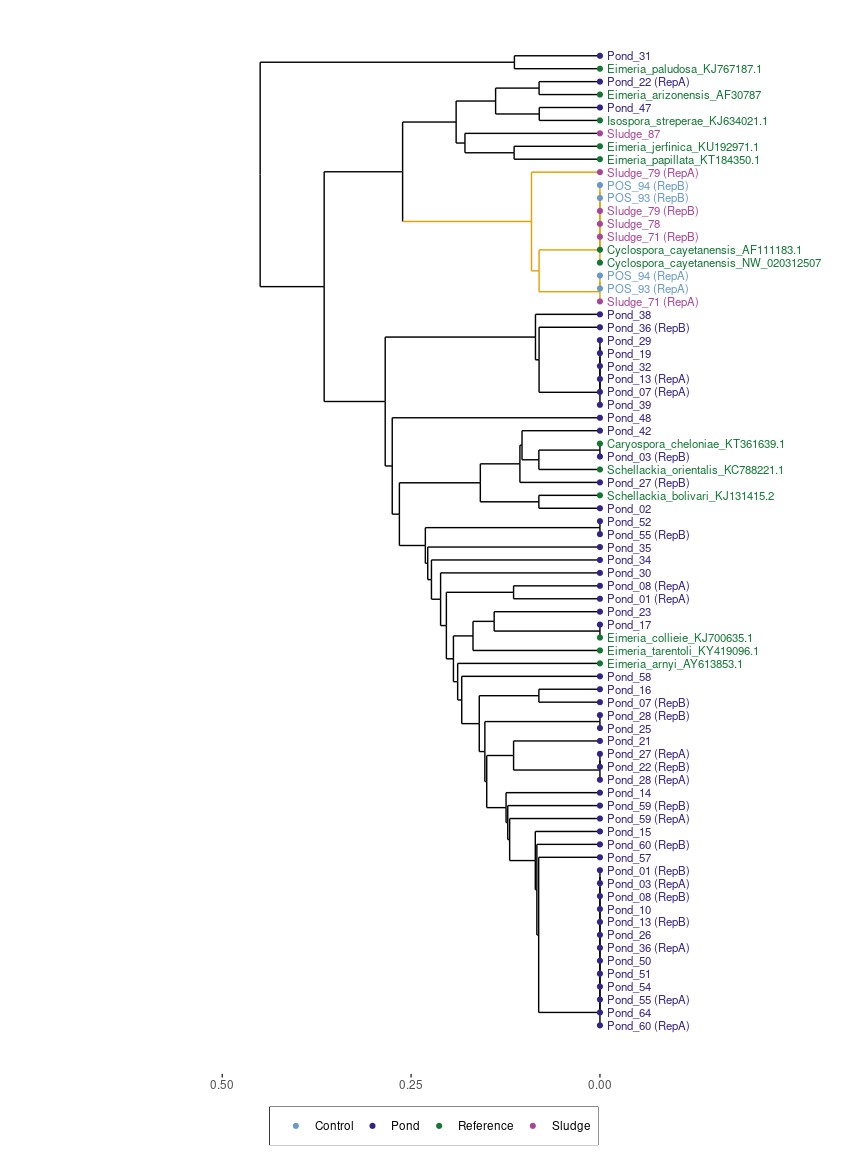 Pond_31
Eimeria_paludosa_KJ767187.1
Pond_22 (RepA)
Eimeria_arizonensis_AF30787
Pond_47
Isospora_streperae_KJ634021.1
Sludge_87
Eimeria_jerfinica_KU192971.1
Eimeria_papillata_KT184350.1
Sludge_79 (RepA)
POS_94 (RepB)
POS_93 (RepB)
Sludge_79 (RepB)
Sludge_78
Sludge_71 (RepB)
Cyclospora_cayetanensis_AF111183.1
Cyclospora_cayetanensis_NW_020312507
POS_94 (RepA)
POS_93 (RepA)
Sludge_71 (RepA)
Pond_38
Pond_36 (RepB)
Pond_29
Pond_19
Pond_32
Pond_13 (RepA)
Pond_07 (RepA)
Pond_39
Pond_48
Pond_42
Caryospora_cheloniae_KT361639.1
Pond_03 (RepB)
Schellackia_orientalis_KC788221.1
Pond_27 (RepB)
Schellackia_bolivari_KJ131415.2
Pond_02
Pond_52
Pond_55 (RepB)
Pond_35
Pond_34
Pond_30
Pond_08 (RepA)
Pond_01 (RepA)
Pond_23
Pond_17
Eimeria_collieie_KJ700635.1
Eimeria_tarentoli_KY419096.1
Eimeria_arnyi_AY613853.1
Pond_58
Pond_16
Pond_07 (RepB)
Pond_28 (RepB)
Pond_25
Pond_21
Pond_27 (RepA)
Pond_22 (RepB)
Pond_28 (RepA)
Pond_14
Pond_59 (RepB)
Pond_59 (RepA)
Pond_15
Pond_60 (RepB)
Pond_57
Pond_01 (RepB)
Pond_03 (RepA)
Pond_08 (RepB)
Pond_10
Pond_13 (RepB)
Pond_26
Pond_36 (RepA)
Pond_50
Pond_51
Pond_54
Pond_55 (RepA)
Pond_64
Pond_60 (RepA)
0.50 0.25 0.00
Control Pond Reference Sludge